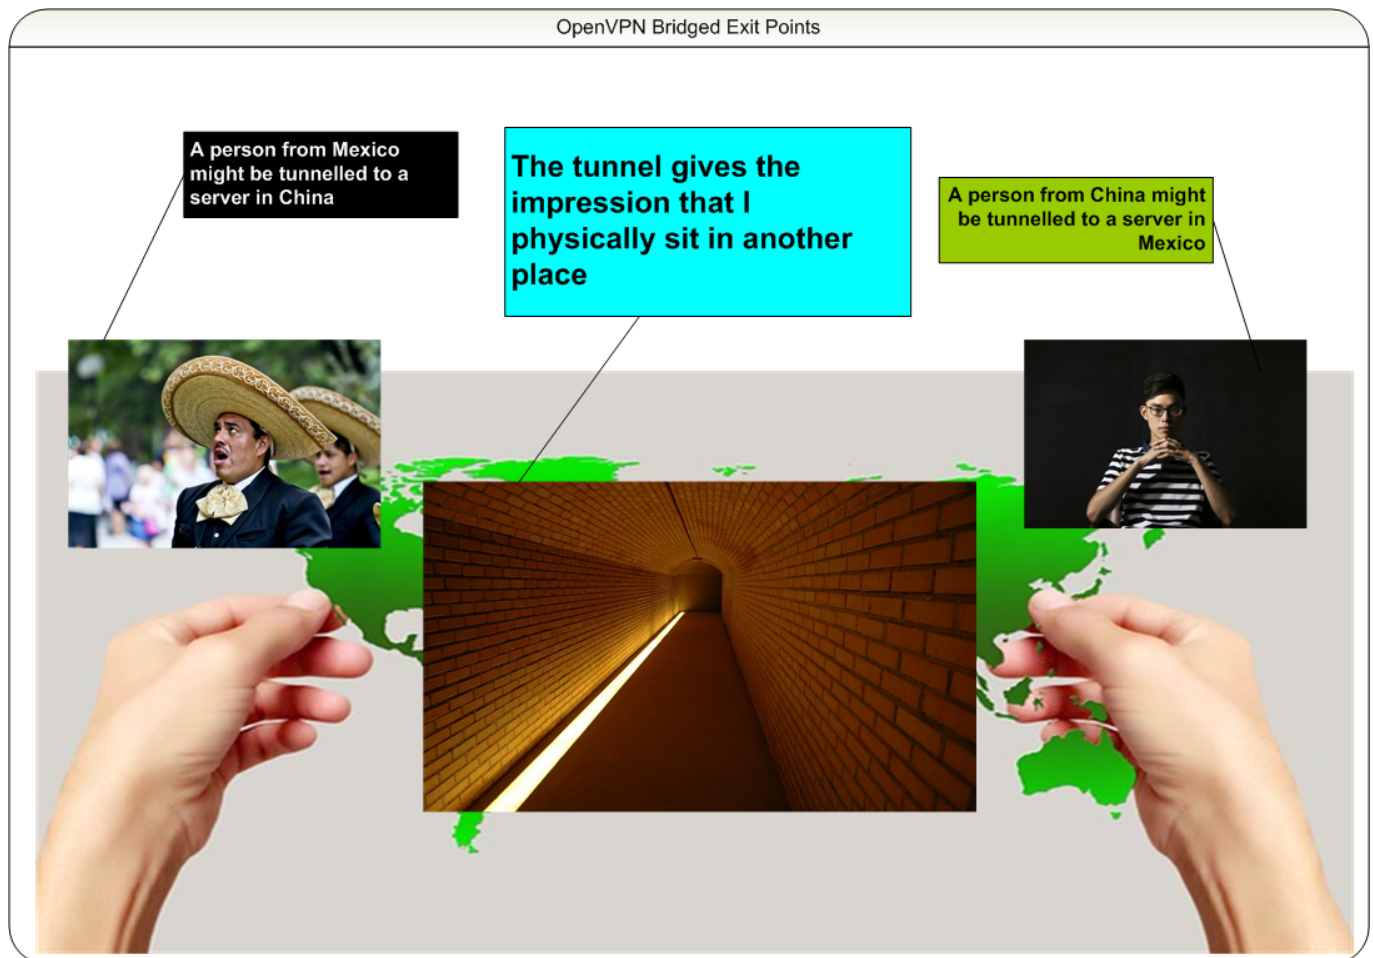 OpenVPN Bridged Exit Points
A person from Mexico
might be tunnelled to a
server in China
The tunnel gives the
impression that I
physically sit in another
place
A person from China might
be tunnelled to a server in
Mexico